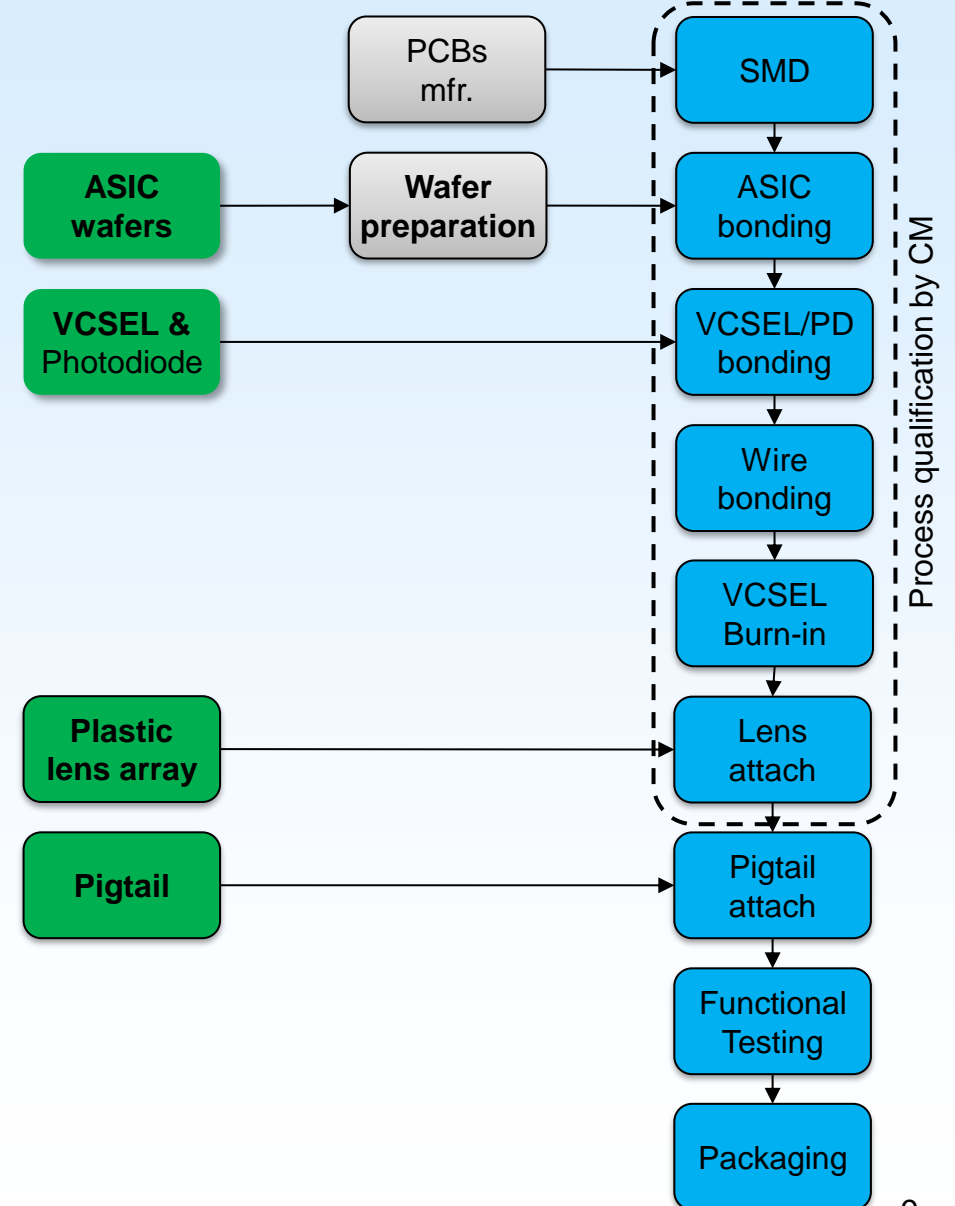 PCBs
mfr.
SMD
ASIC
wafers
Wafer
preparation
ASIC
bonding
VCSEL &
Photodiode
VCSEL/PD
bonding
Wire
bonding
VCSEL
Burn-in
Plastic
lens array
Lens
attach
Process qualification by CM
Pigtail
Pigtail
attach
Functional
Testing
Packaging